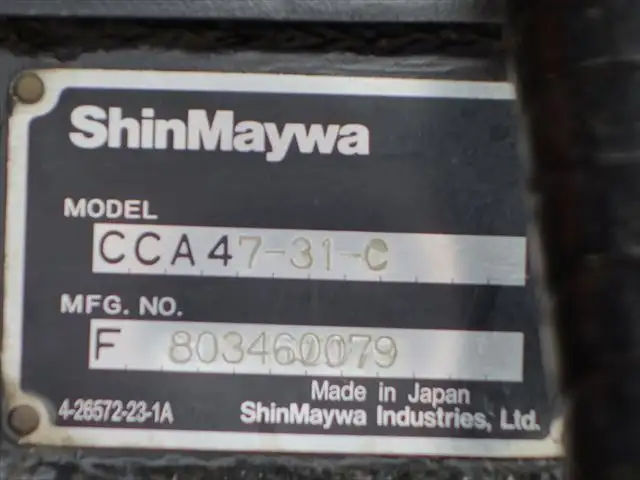 ShinMaywa
MODEL
CCA47-31-C
MFG. NO.
F 803460079
Made in Japan
4-26572-23-1A ShinMaywa Industries, Ltd.